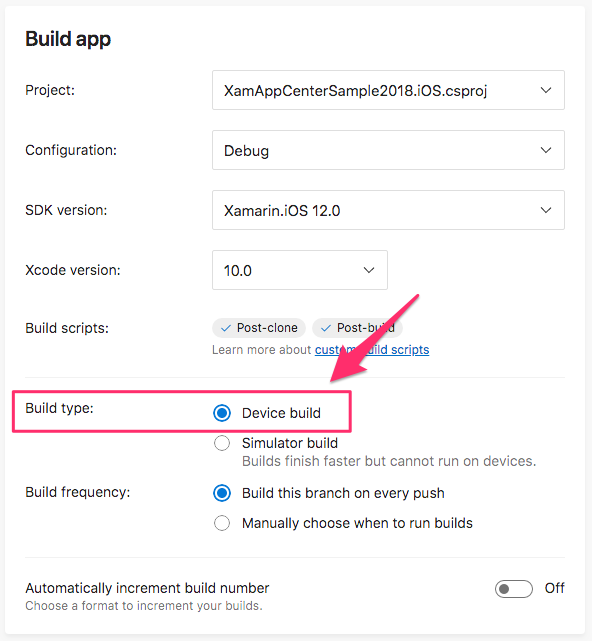 Build app
Project:
XamAppCenterSample2018.iOS.csproj
Configuration:
Debug
SDK version:
Xamarin.iOS 12.0
Xcode version:
10.0
Build scripts:
Post-clone
Post-build
Learn more about custom build scripts
Build type:
Device build
Simulator build
Builds finish faster but cannot run on devices.
Build frequency:
Build this branch on every push
Manually choose when to run builds
Automatically increment build number
Off
Choose a format to increment your builds.